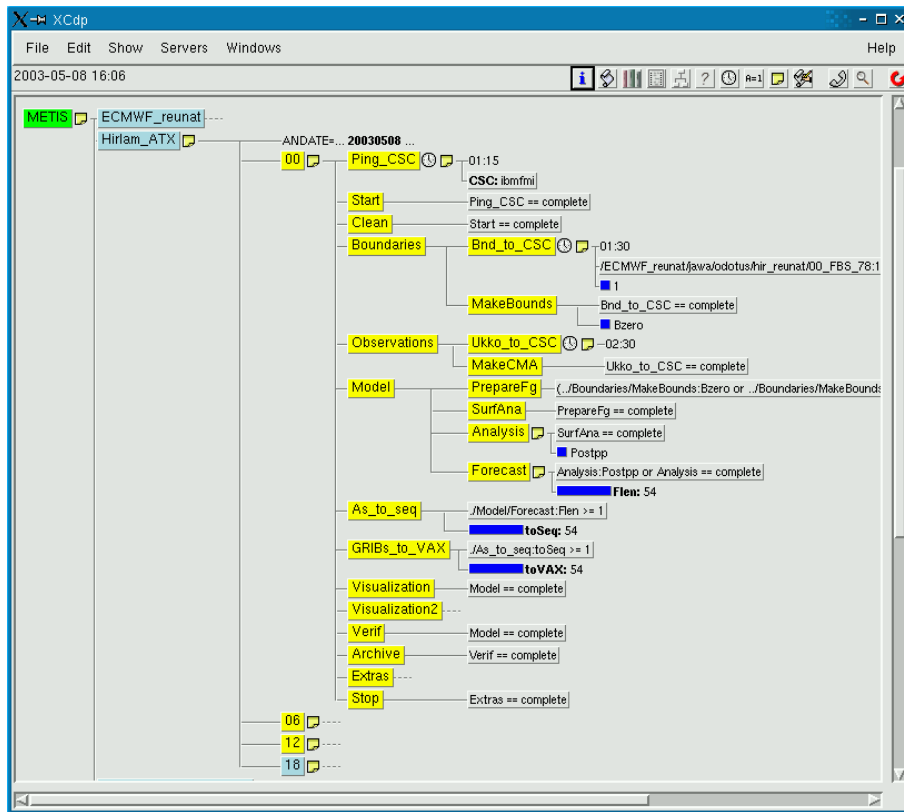 XCdp
File Edit Show Servers Windows Help
2003-05-08 16:06
i ? A=1
METIS ECMWF_reunat
Hirlam_ATX ANDATE=... 20030508 ...
00 Ping_CSC 01:15
CSC: ibmfmi
Start Ping_CSC == complete
Clean Start == complete
Boundaries Bnd_to_CSC 01:30
/ECMWF_reunat/jawa/odotus/hir_reunat/00_FBS_78:1
1
MakeBounds Bnd_to_CSC == complete
Bzero
Observations Ukko_to_CSC 02:30
MakeCMA Ukko_to_CSC == complete
Model PrepareFg (../Boundaries/MakeBounds:Bzero or ../Boundaries/MakeBounds
SurfAna PrepareFg == complete
Analysis SurfAna == complete
Postpp
Forecast Analysis:Postpp or Analysis == complete
Flen: 54
As_to_seq ./Model/Forecast:Flen >= 1
toSeq: 54
GRIBs_to_VAX ./As_to_seq:toSeq >= 1
toVAX: 54
Visualization Model == complete
Visualization2
Verif Model == complete
Archive Verif == complete
Extras
Stop Extras == complete
06
12
18